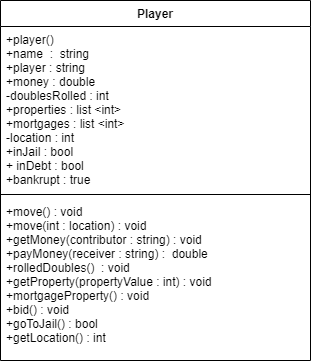 Player
+player()
+name : string
+player : string
+money : double
-doublesRolled : int
+properties : list <int>
+mortgages : list <int>
-location : int
+inJail : bool
+ inDebt : bool
+bankrupt : true
+move() : void
+move(int : location) : void
+getMoney(contributor : string) : void
+payMoney(receiver : string) : double
+rolledDoubles() : void
+getProperty(propertyValue : int) : void
+mortgageProperty() : void
+bid() : void
+goToJail() : bool
+getLocation() : int